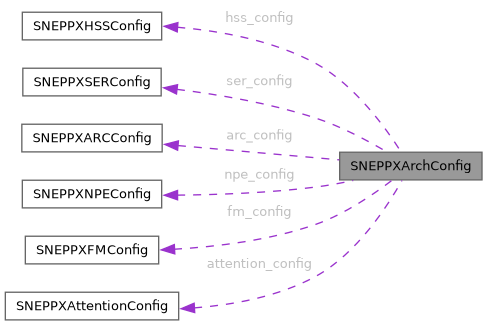 hss_config
SNEPPXHSSConfig
ser_config
SNEPPXSERConfig
arc_config
SNEPPXARCConfig
SNEPPXArchConfig
npe_config
SNEPPXNPEConfig
fm_config
SNEPPXFMConfig
attention_config
SNEPPXAttentionConfig